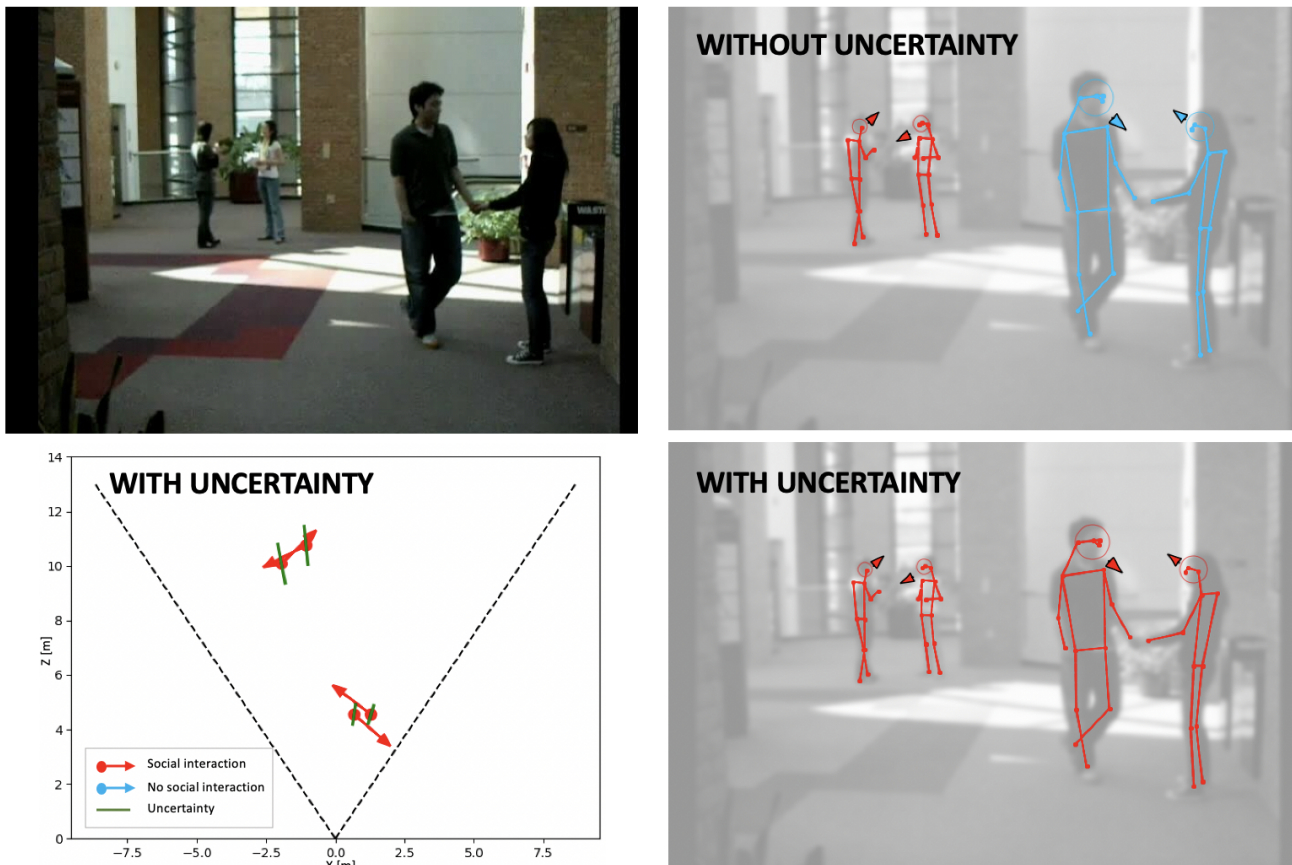 WASTE
WITHOUT UNCERTAINTY
WITH UNCERTAINTY
14
12
10
8
6
4
2
0
Z [m]
Social interaction
No social interaction
Uncertainty
−7.5
−5.0
−2.5
0.0
2.5
5.0
7.5
X [m]
WITH UNCERTAINTY